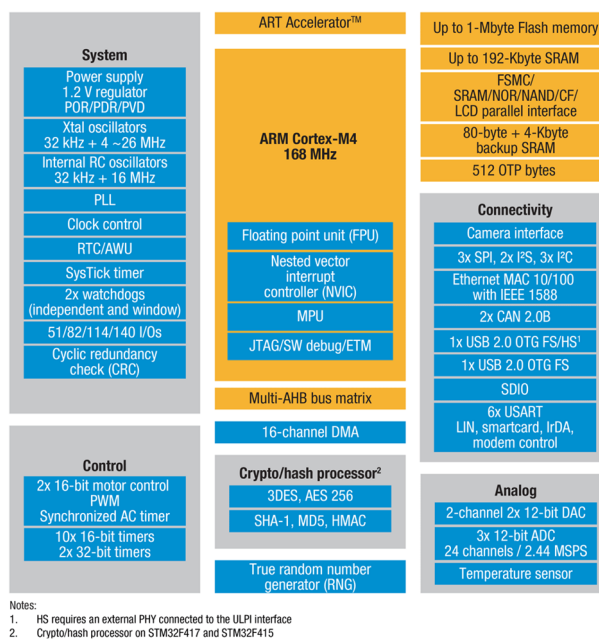 System
Power supply
1.2 V regulator
POR/PDR/PVD
Xtal oscillators
32 kHz + 4 ~26 MHz
Internal RC oscillators
32 kHz + 16 MHz
PLL
Clock control
RTC/AWU
SysTick timer
2x watchdogs
(independent and window)
51/82/114/140 I/Os
Cyclic redundancy
check (CRC)
Control
2x 16-bit motor control
PWM
Synchronized AC timer
10x 16-bit timers
2x 32-bit timers
ART Accelerator™
ARM Cortex-M4
168 MHz
Floating point unit (FPU)
Nested vector
interrupt
controller (NVIC)
MPU
JTAG/SW debug/ETM
Multi-AHB bus matrix
16-channel DMA
Crypto/hash processor²
3DES, AES 256
SHA-1, MD5, HMAC
True random number
generator (RNG)
Up to 1-Mbyte Flash memory
Up to 192-Kbyte SRAM
FSMC/
SRAM/NOR/NAND/CF/
LCD parallel interface
80-byte + 4-Kbyte
backup SRAM
512 OTP bytes
Connectivity
Camera interface
3x SPI, 2x I²S, 3x I²C
Ethernet MAC 10/100
with IEEE 1588
2x CAN 2.0B
1x USB 2.0 OTG FS/HS¹
1x USB 2.0 OTG FS
SDIO
6x USART
LIN, smartcard, IrDA,
modem control
Analog
2-channel 2x 12-bit DAC
3x 12-bit ADC
24 channels / 2.44 MSPS
Temperature sensor
Notes:
1. HS requires an external PHY connected to the ULPI interface
2. Crypto/hash processor on STM32F417 and STM32F415